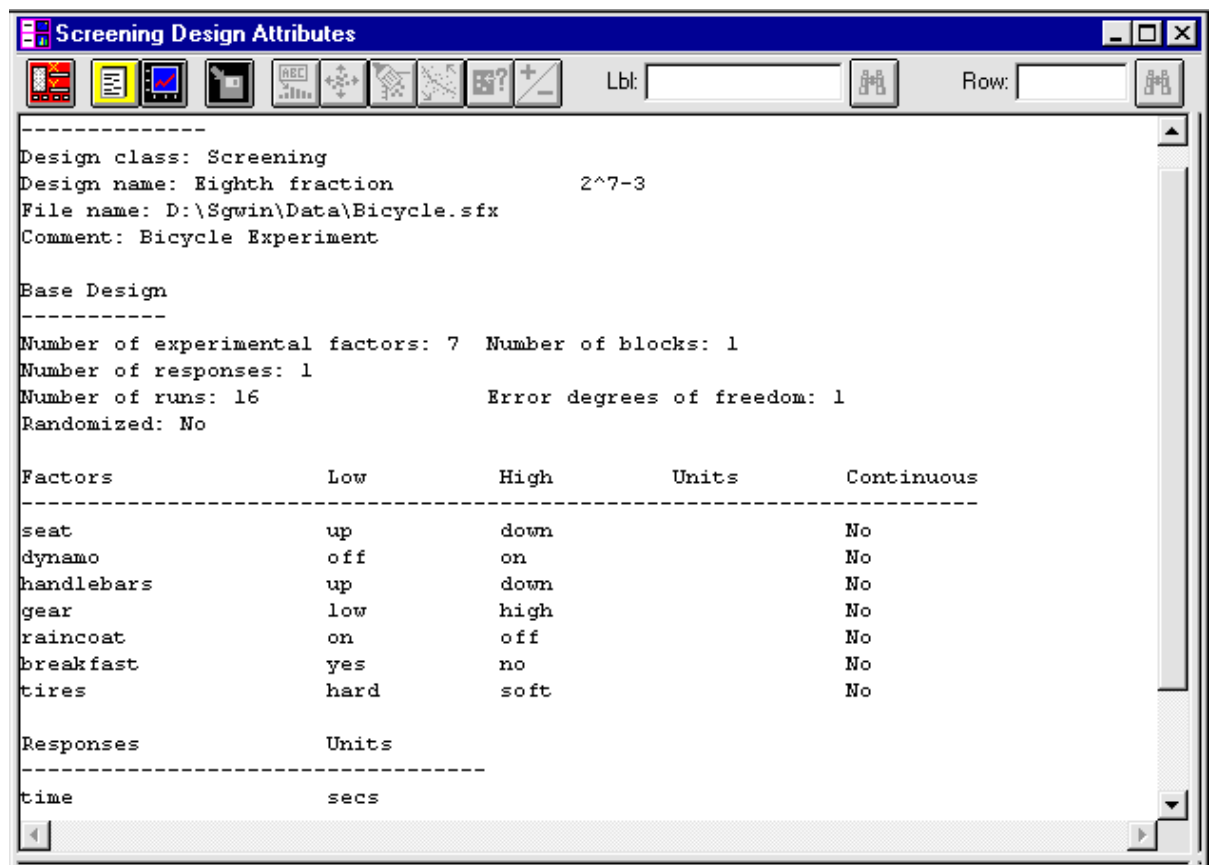 Screening Design Attributes
ABC ? + - Lbl: Row:
--------------
Design class: Screening
Design name: Eighth fraction 2^7-3
File name: D:\Sgwin\Data\Bicycle.sfx
Comment: Bicycle Experiment
Base Design
-----------
Number of experimental factors: 7 Number of blocks: 1
Number of responses: 1
Number of runs: 16 Error degrees of freedom: 1
Randomized: No
Factors Low High Units Continuous
------------------------------------------------------------------------
seat up down No
dynamo off on No
handlebars up down No
gear low high No
raincoat on off No
breakfast yes no No
tires hard soft No
Responses Units
-----------------------------------
time secs